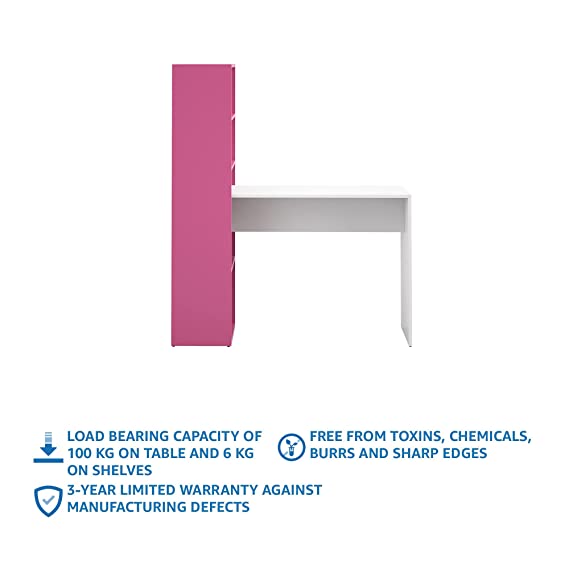 LOAD BEARING CAPACITY OF
100 KG ON TABLE AND 6 KG
ON SHELVES
FREE FROM TOXINS, CHEMICALS,
BURRS AND SHARP EDGES
3-YEAR LIMITED WARRANTY AGAINST
MANUFACTURING DEFECTS